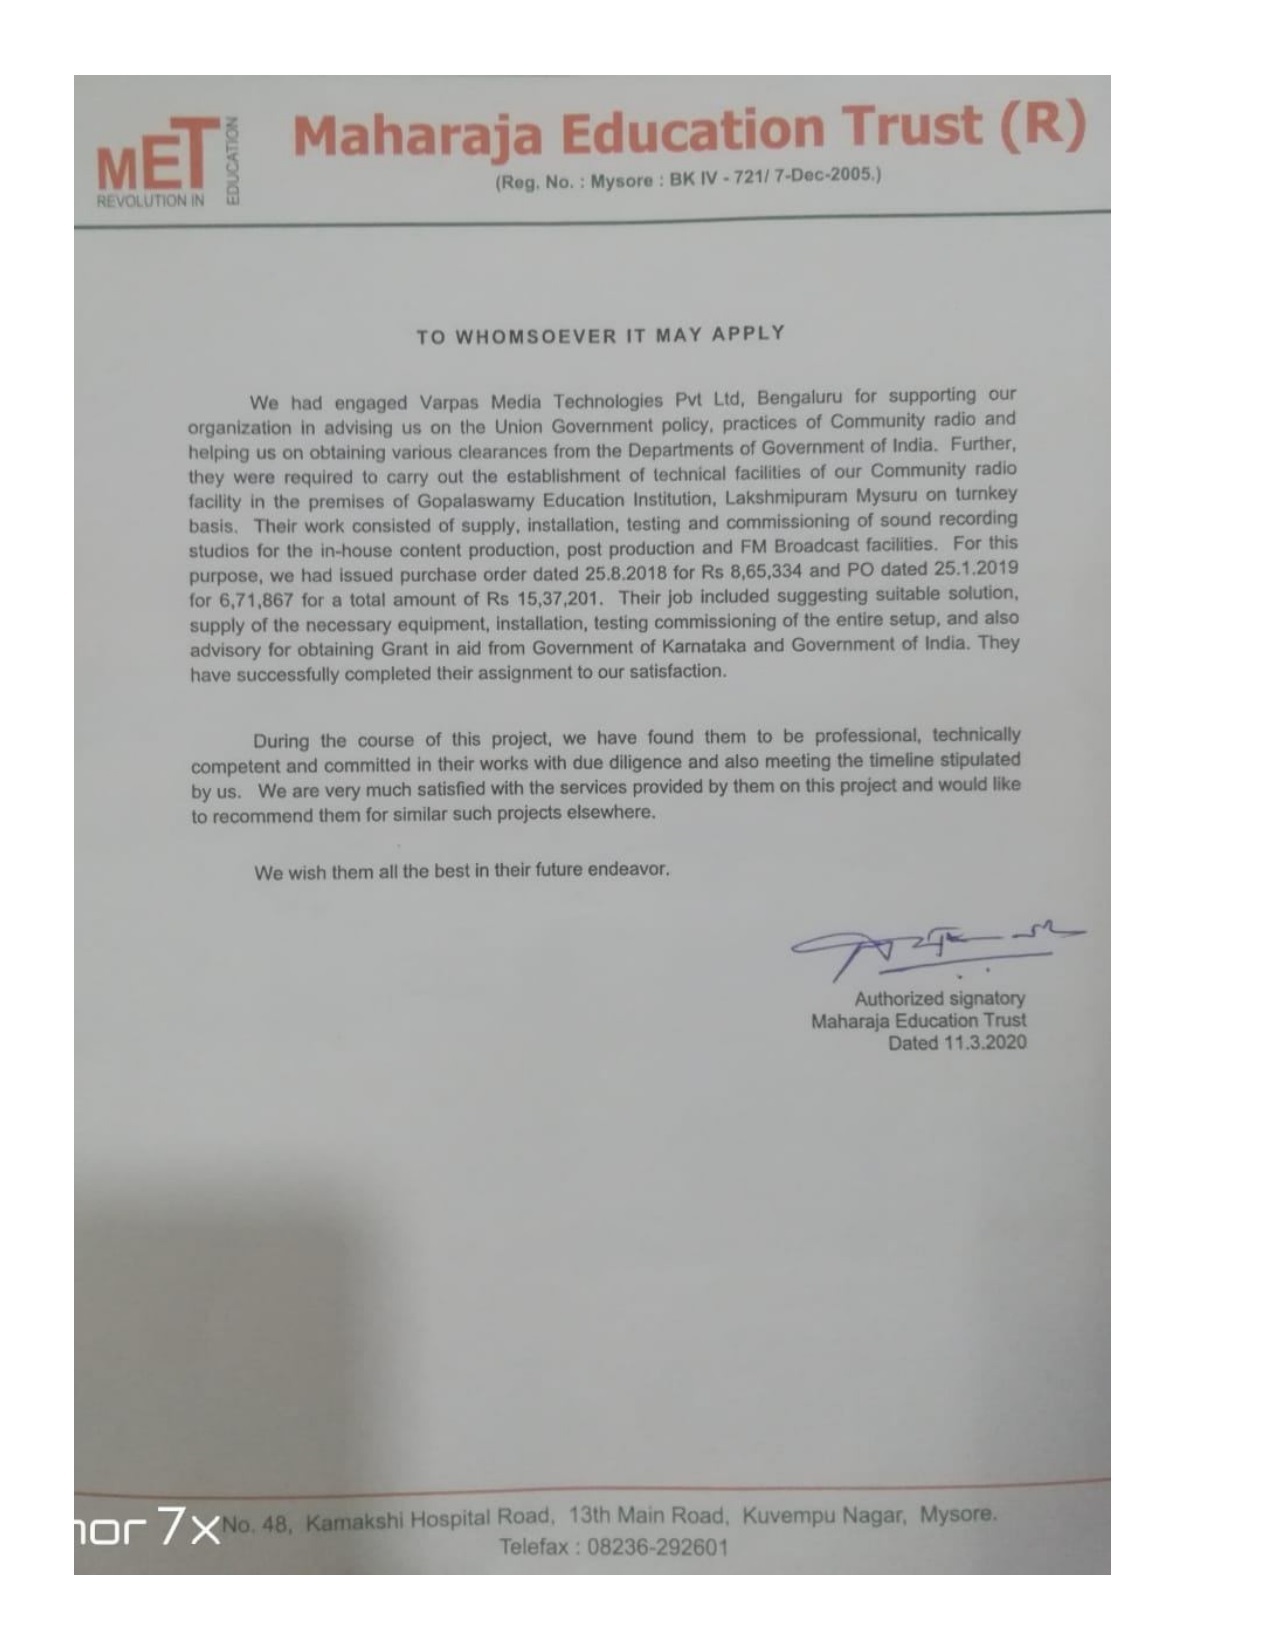 MET
REVOLUTION IN
EDUCATION
Maharaja Education Trust (R)
(Reg. No. : Mysore : BK IV - 721/ 7-Dec-2005.)
TO WHOMSOEVER IT MAY APPLY
We had engaged Varpas Media Technologies Pvt Ltd, Bengaluru for supporting our
organization in advising us on the Union Government policy, practices of Community radio and
helping us on obtaining various clearances from the Departments of Government of India. Further,
they were required to carry out the establishment of technical facilities of our Community radio
facility in the premises of Gopalaswamy Education Institution, Lakshmipuram Mysuru on turnkey
basis. Their work consisted of supply, installation, testing and commissioning of sound recording
studios for the in-house content production, post production and FM Broadcast facilities. For this
purpose, we had issued purchase order dated 25.8.2018 for Rs 8,65,334 and PO dated 25.1.2019
for 6,71,867 for a total amount of Rs 15,37,201. Their job included suggesting suitable solution,
supply of the necessary equipment, installation, testing commissioning of the entire setup, and also
advisory for obtaining Grant in aid from Government of Karnataka and Government of India. They
have successfully completed their assignment to our satisfaction.
During the course of this project, we have found them to be professional, technically
competent and committed in their works with due diligence and also meeting the timeline stipulated
by us. We are very much satisfied with the services provided by them on this project and would like
to recommend them for similar such projects elsewhere.
We wish them all the best in their future endeavor.
Authorized signatory
Maharaja Education Trust
Dated 11.3.2020
nor 7x No. 48, Kamakshi Hospital Road, 13th Main Road, Kuvempu Nagar, Mysore.
Telefax : 08236-292601